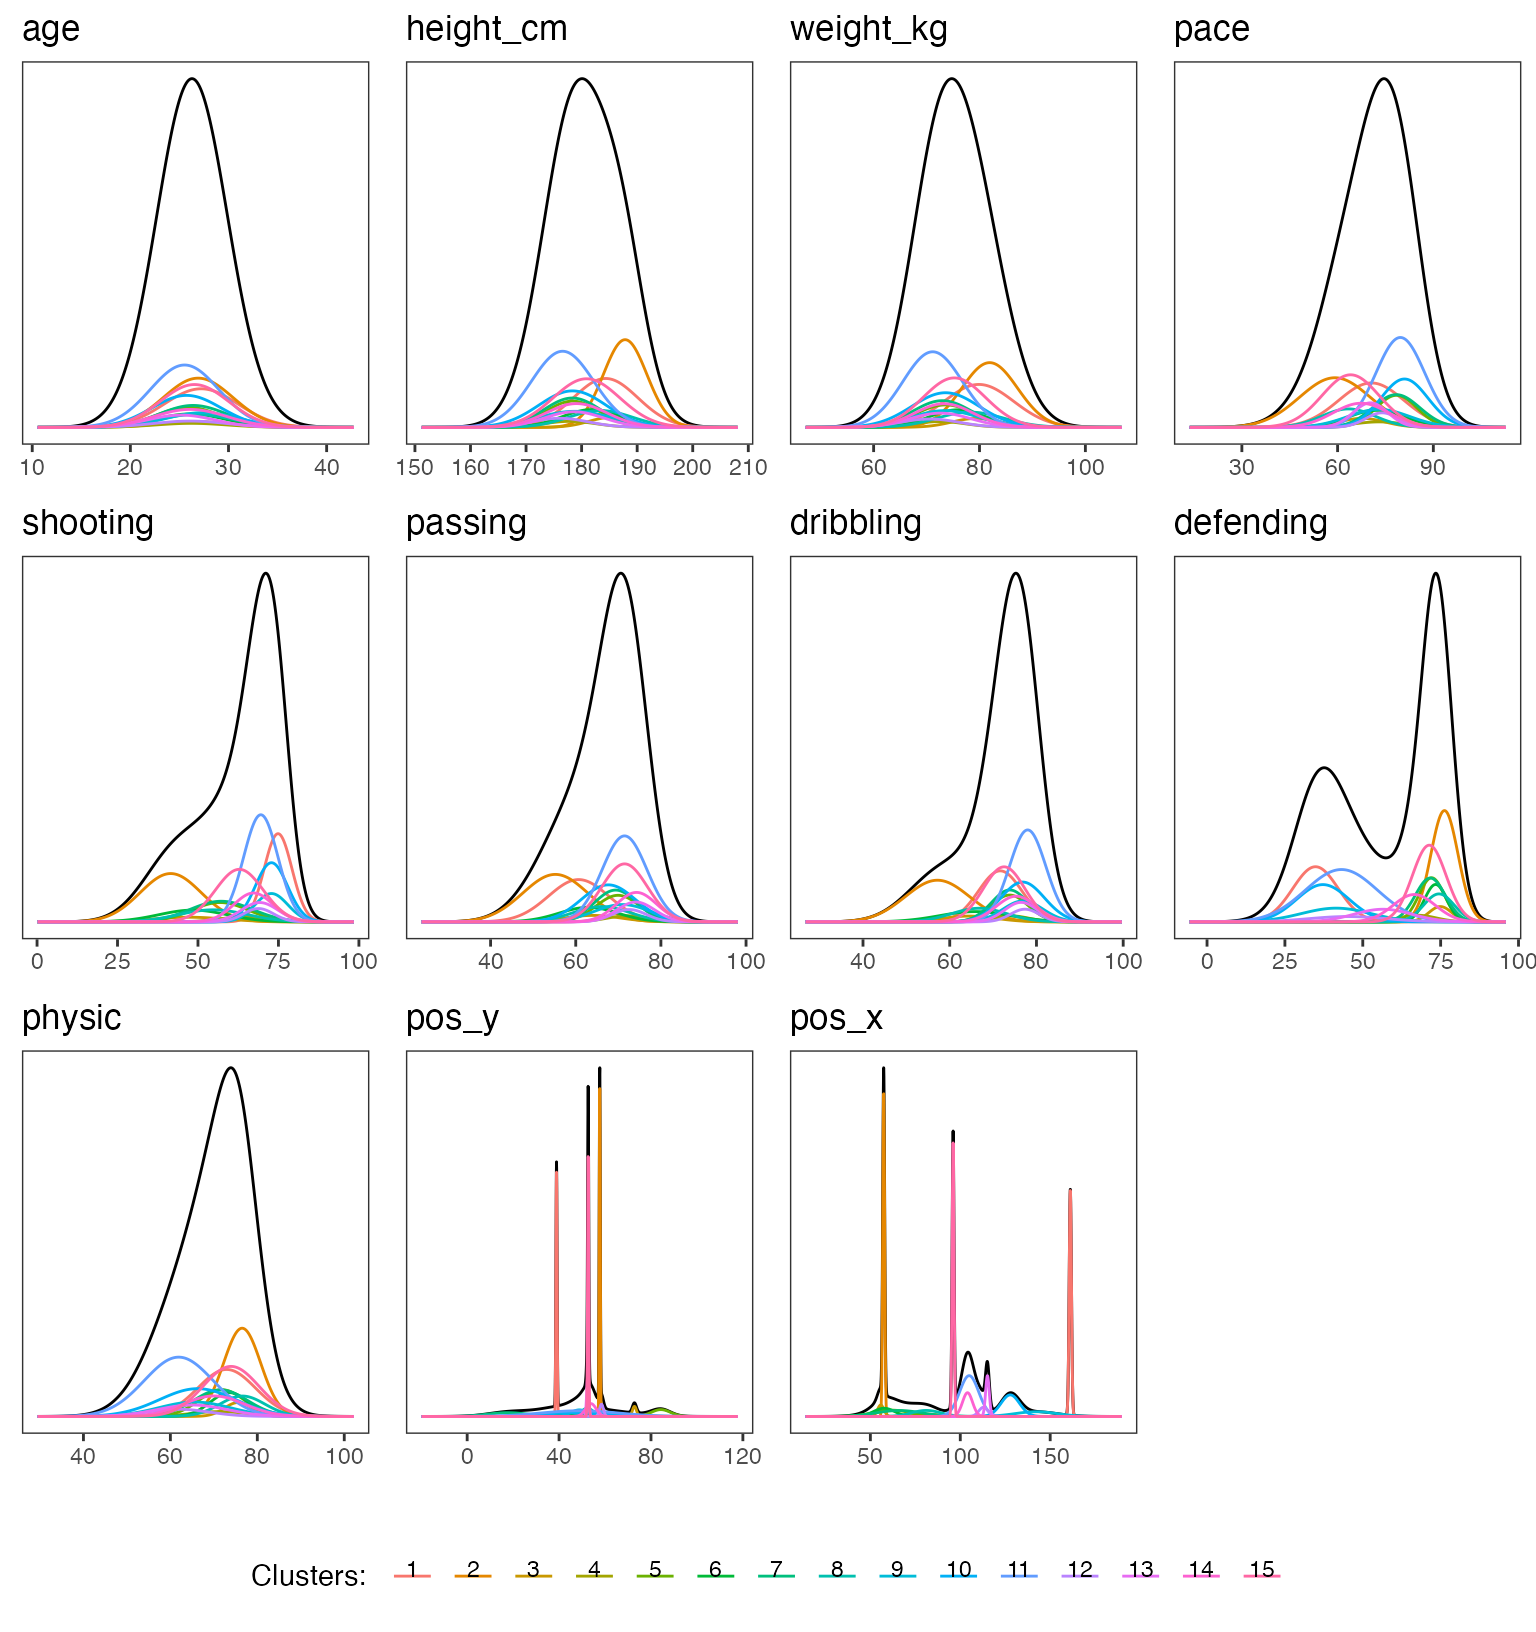 age height_cm weight_kg pace
10 20 30 40 150 160 170 180 190 200 210 60 80 100 30 60 90
shooting passing dribbling defending
0 25 50 75 100 40 60 80 100 40 60 80 100 0 25 50 75 100
physic pos_y pos_x
40 60 80 100 0 40 80 120 50 100 150
Clusters: 1 2 3 4 5 6 7 8 9 10 11 12 13 14 15